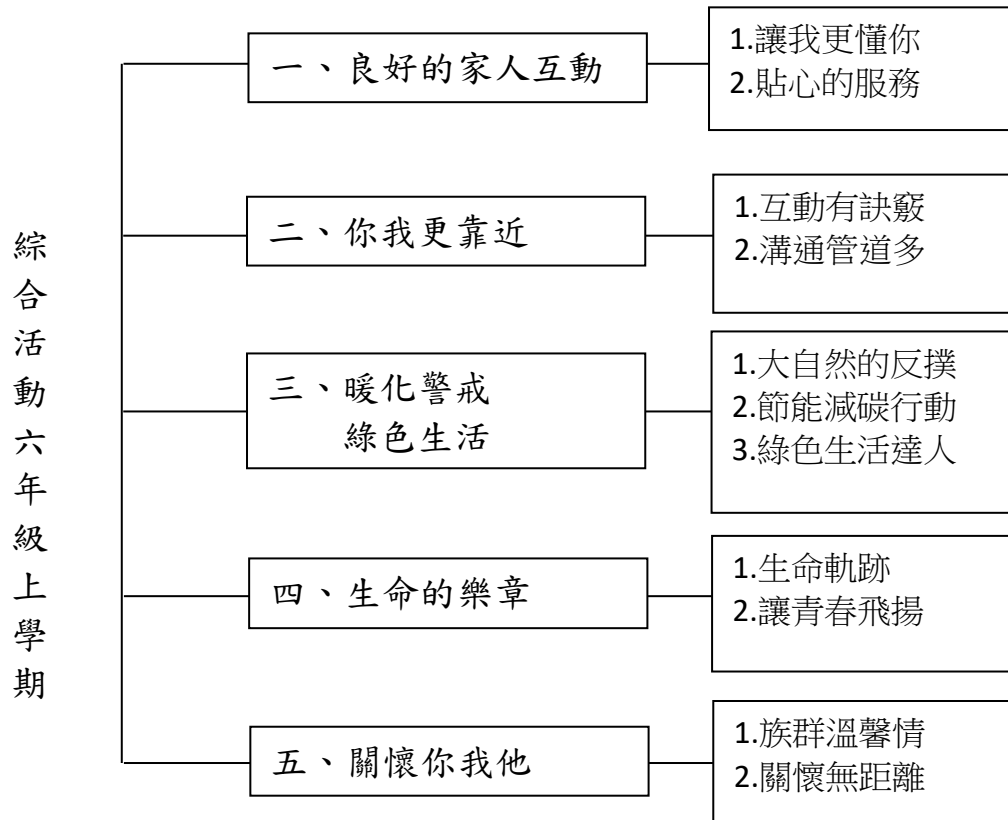 綜合活動六年級上學期
一、良好的家人互動
1.讓我更懂你
2.貼心的服務
二、你我更靠近
1.互動有訣竅
2.溝通管道多
三、暖化警戒
綠色生活
1.大自然的反撲
2.節能減碳行動
3.綠色生活達人
四、生命的樂章
1.生命軌跡
2.讓青春飛揚
五、關懷你我他
1.族群溫馨情
2.關懷無距離